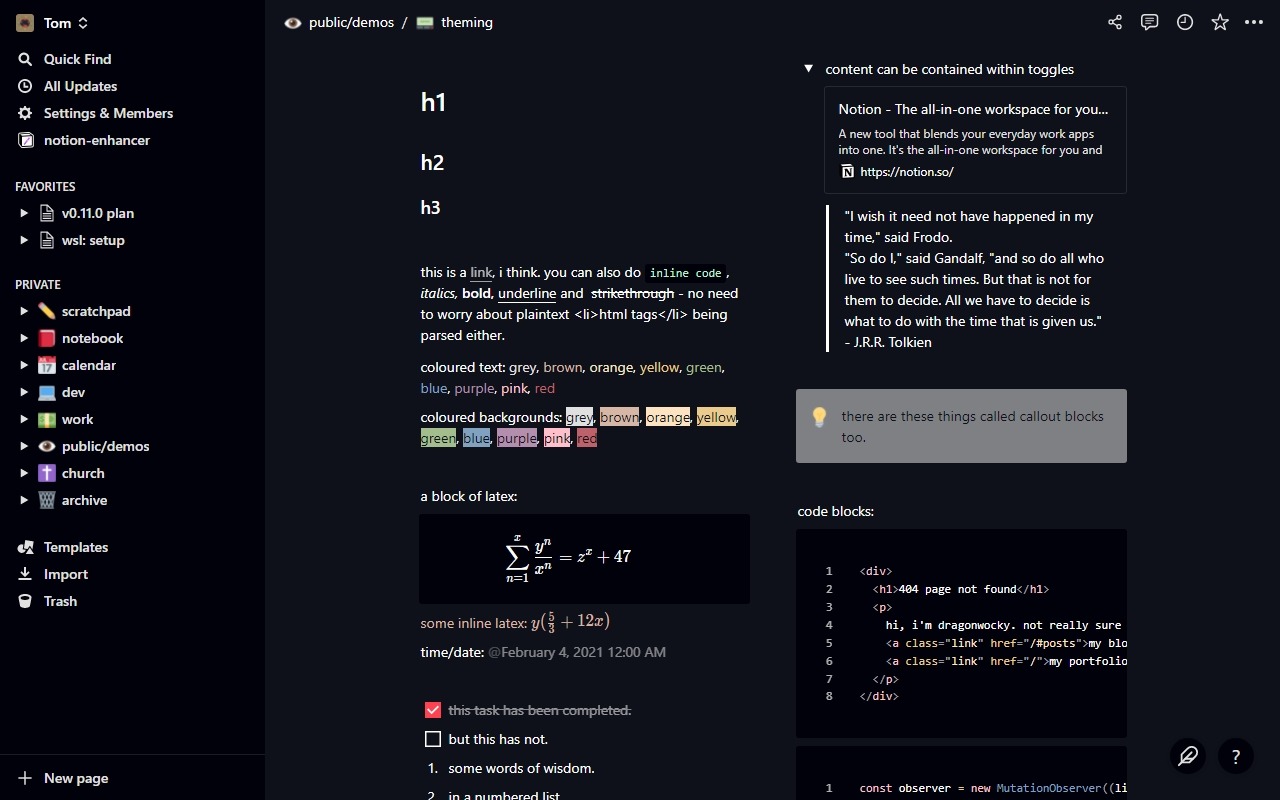 Tom
Quick Find
All Updates
Settings & Members
notion-enhancer
FAVORITES
v0.11.0 plan
wsl: setup
PRIVATE
scratchpad
notebook
calendar
dev
work
public/demos
church
archive
Templates
Import
Trash
New page
public/demos / theming
h1
h2
h3
this is a link, i think. you can also do inline code ,
italics, bold, underline and strikethrough - no need
to worry about plaintext <li>html tags</li> being
parsed either.
coloured text: grey, brown, orange, yellow, green,
blue, purple, pink, red
coloured backgrounds: grey, brown, orange, yellow,
green, blue, purple, pink, red
a block of latex:
x∑n=1 yⁿ/xⁿ = zˣ + 47
some inline latex: y(5/3 + 12x)
time/date: @February 4, 2021 12:00 AM
this task has been completed.
but this has not.
1. some words of wisdom.
2. in a numbered list
content can be contained within toggles
Notion - The all-in-one workspace for you...
A new tool that blends your everyday work apps
into one. It's the all-in-one workspace for you and
https://notion.so/
"I wish it need not have happened in my
time," said Frodo.
"So do I," said Gandalf, "and so do all who
live to see such times. But that is not for
them to decide. All we have to decide is
what to do with the time that is given us."
- J.R.R. Tolkien
there are these things called callout blocks
too.
code blocks:
1 <div>
2 <h1>404 page not found</h1>
3 <p>
4 hi, i'm dragonwocky. not really sure
5 <a class="link" href="/#posts">my blo
6 <a class="link" href="/">my portfolio
7 </p>
8 </div>
1 const observer = new MutationObserver((li
?